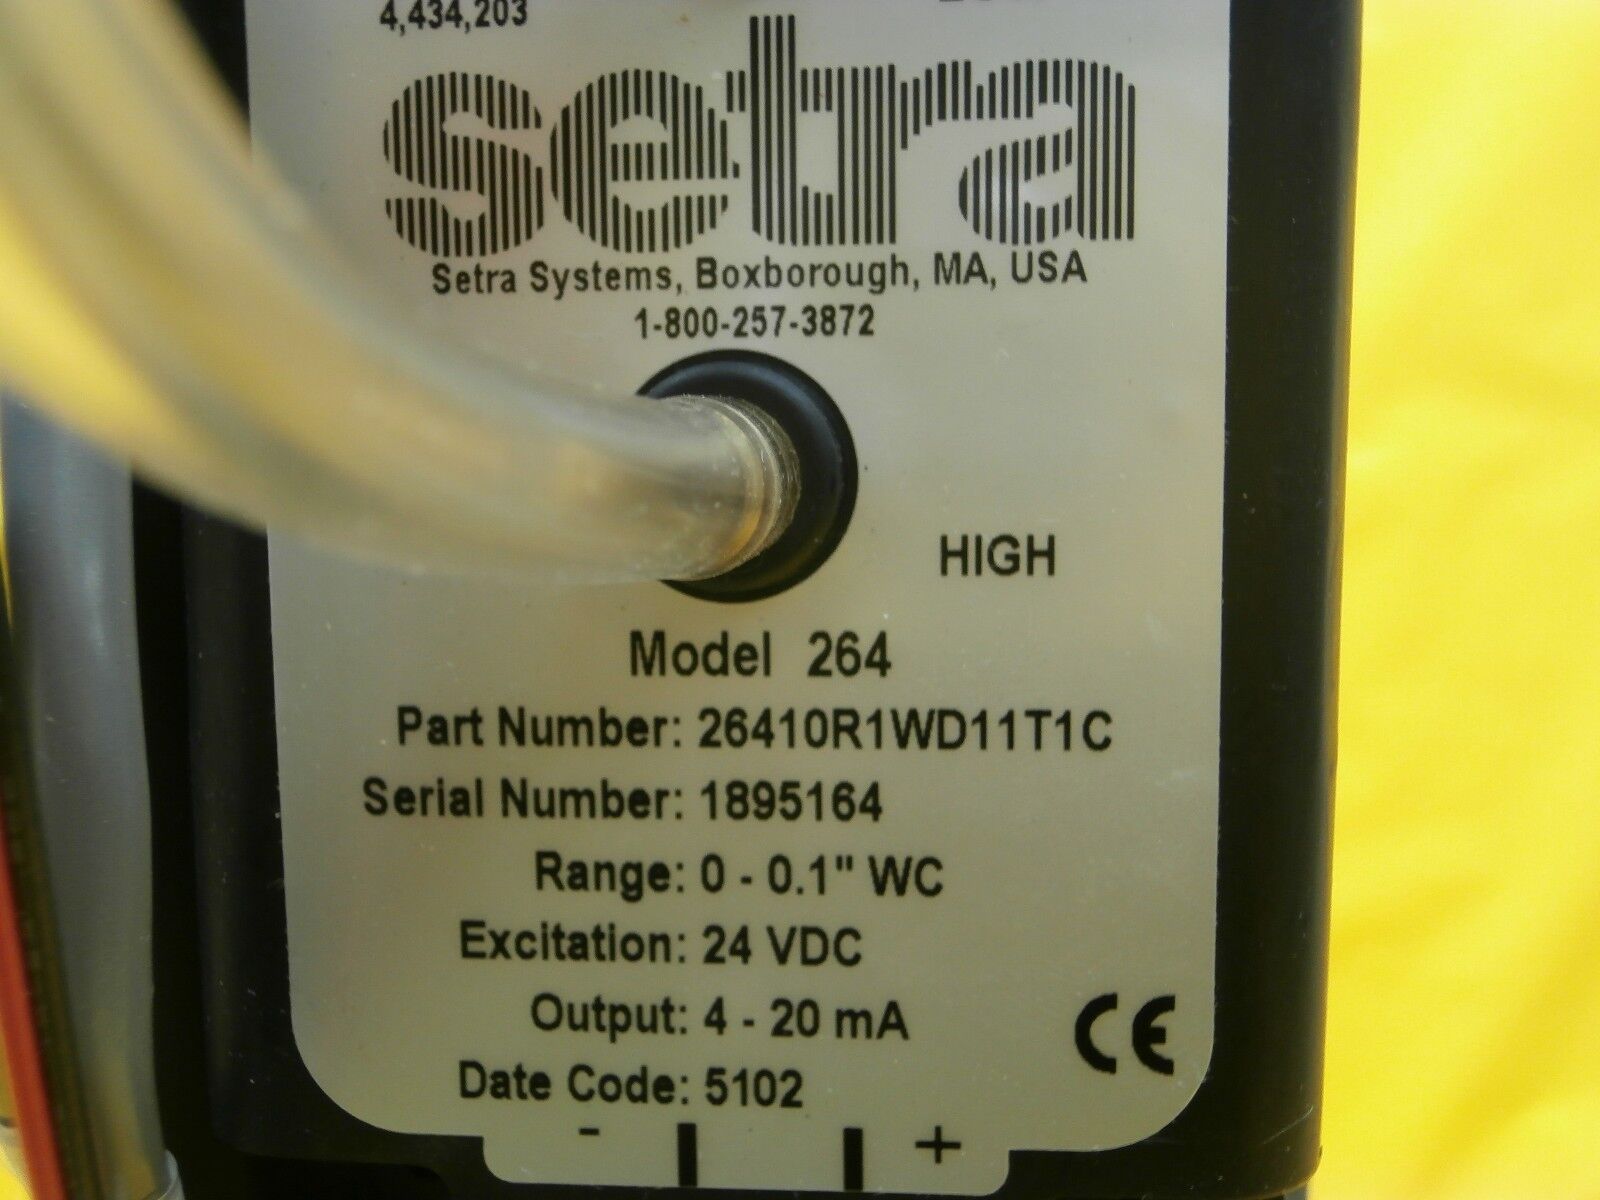 4,434,203
setra
Setra Systems, Boxborough, MA, USA
1-800-257-3872
HIGH
Model 264
Part Number: 26410R1WD11T1C
Serial Number: 1895164
Range: 0 - 0.1" WC
Excitation: 24 VDC
Output: 4 - 20 mA
CE
Date Code: 5102
- +